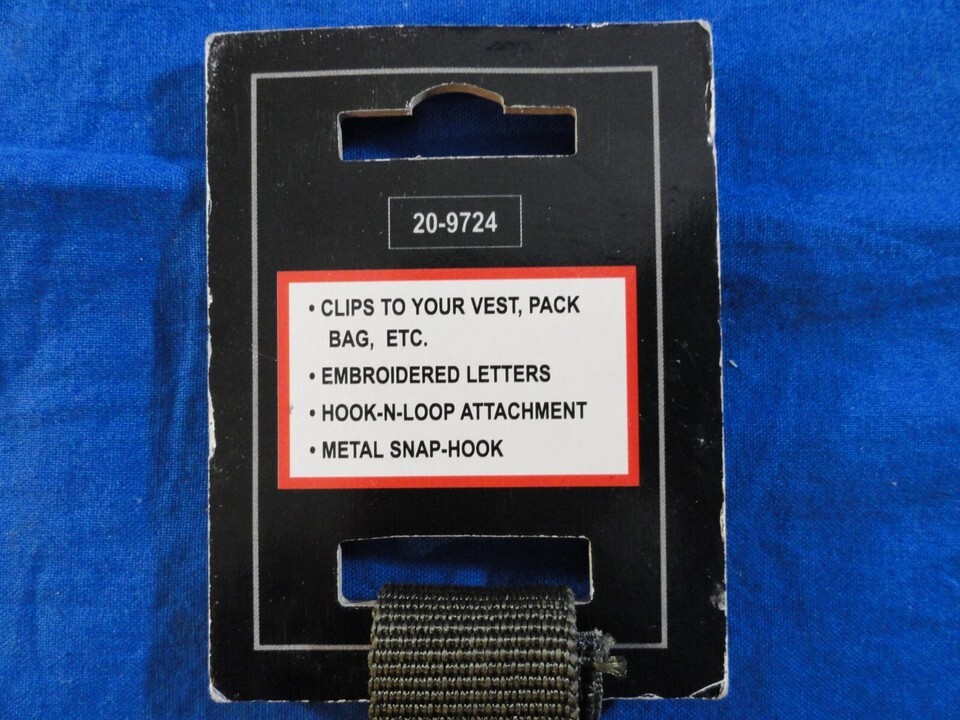 20-9724
• CLIPS TO YOUR VEST, PACK
BAG, ETC.
• EMBROIDERED LETTERS
• HOOK-N-LOOP ATTACHMENT
• METAL SNAP-HOOK